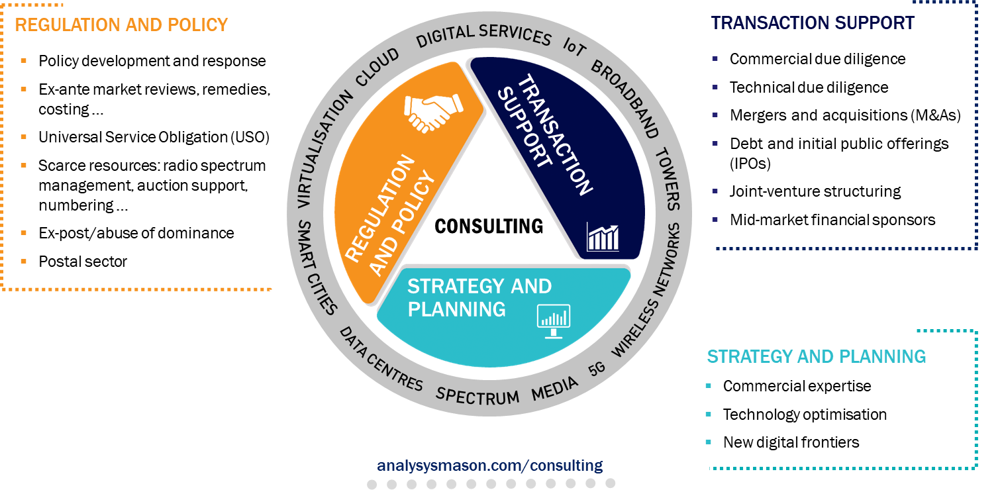 REGULATION AND POLICY
Policy development and response
Ex-ante market reviews, remedies,
costing ...
Universal Service Obligation (USO)
Scarce resources: radio spectrum
management, auction support,
numbering ...
Ex-post/abuse of dominance
Postal sector
DIGITAL SERVICES
IoT
BROADBAND
TOWERS
WIRELESS NETWORKS
5G
MEDIA
SPECTRUM
DATA CENTRES
SMART CITIES
VIRTUALISATION
CLOUD
REGULATION
AND POLICY
TRANSACTION
SUPPORT
CONSULTING
STRATEGY AND
PLANNING
TRANSACTION SUPPORT
Commercial due diligence
Technical due diligence
Mergers and acquisitions (M&As)
Debt and initial public offerings
(IPOs)
Joint-venture structuring
Mid-market financial sponsors
STRATEGY AND PLANNING
Commercial expertise
Technology optimisation
New digital frontiers
analysysmason.com/consulting